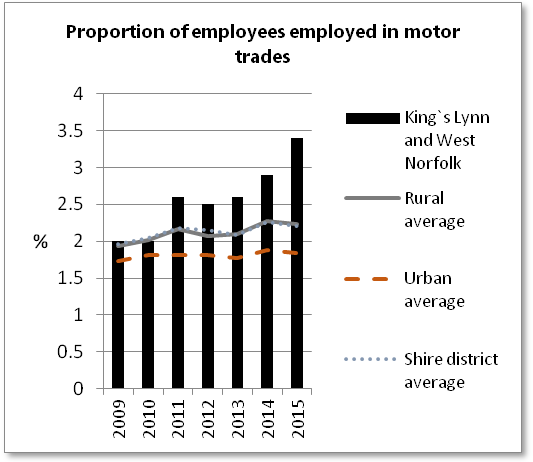 Proportion of employees employed in motor
trades
4
3.5
3
2.5
2
1.5
1
0.5
0
%
2009
2010
2011
2012
2013
2014
2015
King`s Lynn
and West
Norfolk
Rural
average
Urban
average
Shire district
average